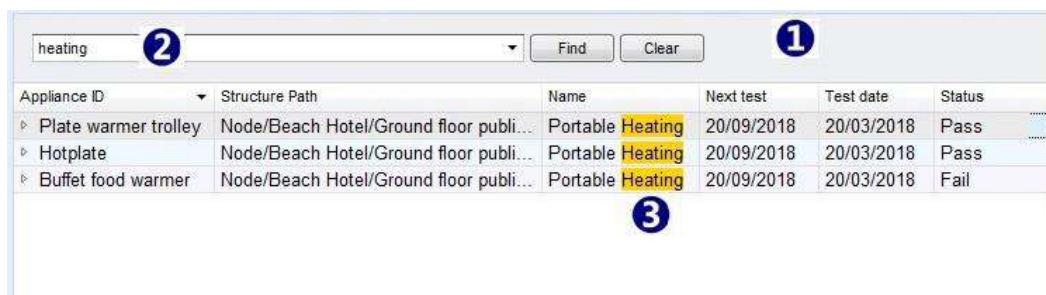 heating 2 Find Clear 1
Appliance ID Structure Path Name Next test Test date Status
Plate warmer trolley Node/Beach Hotel/Ground floor publi... Portable Heating 20/09/2018 20/03/2018 Pass
Hotplate Node/Beach Hotel/Ground floor publi... Portable Heating 20/09/2018 20/03/2018 Pass
Buffet food warmer Node/Beach Hotel/Ground floor publi... Portable Heating 20/09/2018 20/03/2018 Fail
3